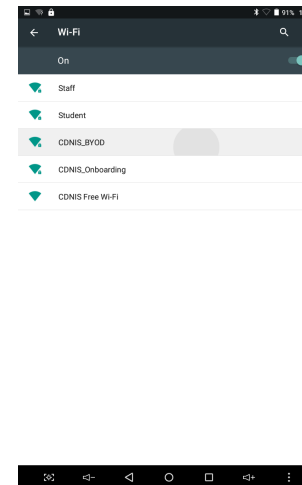 91%
Wi-Fi
On
Staff
Student
CDNIS_BYOD
CDNIS_Onboarding
CDNIS Free Wi-Fi